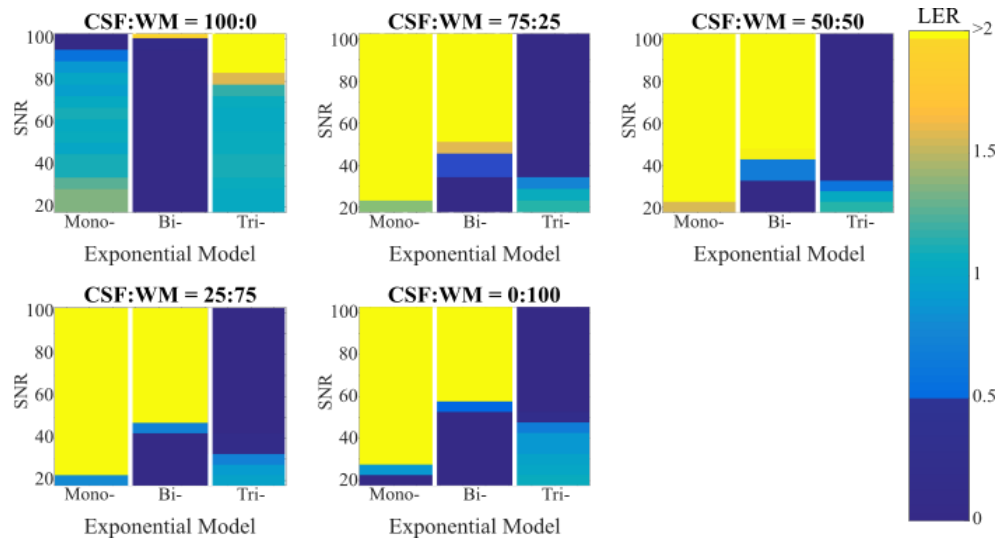 CSF:WM = 100:0
100
80
60
40
20
SNR
Mono-
Bi-
Tri-
Exponential Model
CSF:WM = 75:25
100
80
60
40
20
SNR
Mono-
Bi-
Tri-
Exponential Model
CSF:WM = 50:50
100
80
60
40
20
SNR
Mono-
Bi-
Tri-
Exponential Model
LER
>2
1.5
1
0.5
0
CSF:WM = 25:75
100
80
60
40
20
SNR
Mono-
Bi-
Tri-
Exponential Model
CSF:WM = 0:100
100
80
60
40
20
SNR
Mono-
Bi-
Tri-
Exponential Model